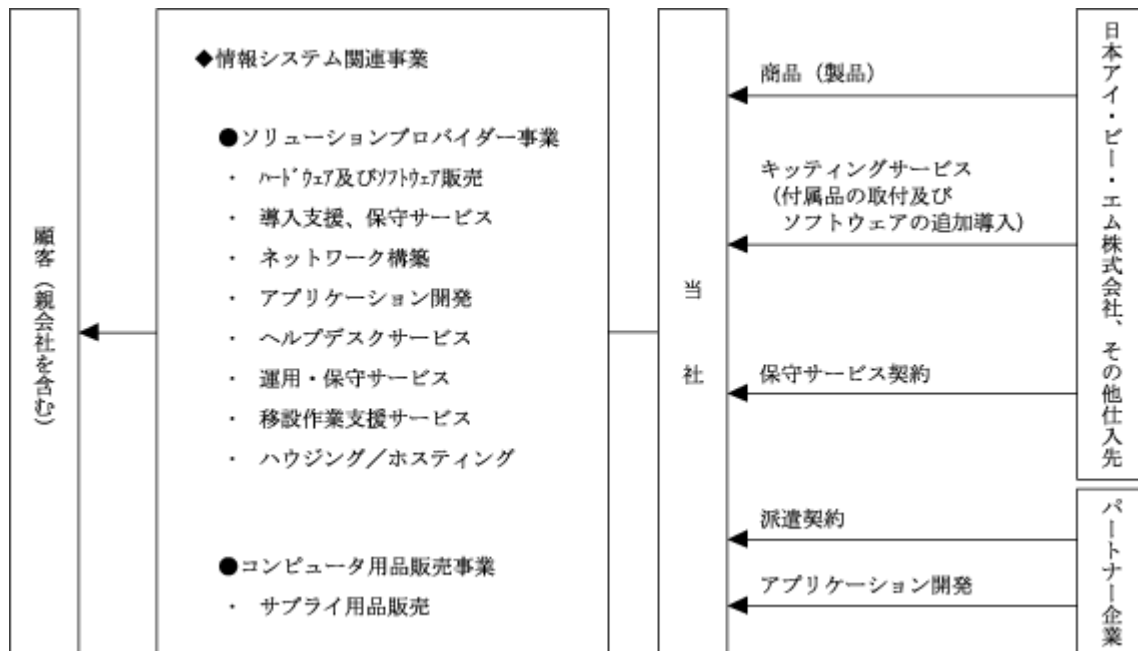 顧客（親会社を含む）
◆情報システム関連事業
●ソリューションプロバイダー事業
・ ﾊｰﾄﾞｳｪｱ及びｿﾌﾄｳｪｱ販売
・ 導入支援、保守サービス
・ ネットワーク構築
・ アプリケーション開発
・ ヘルプデスクサービス
・ 運用・保守サービス
・ 移設作業支援サービス
・ ハウジング／ホスティング
●コンピュータ用品販売事業
・ サプライ用品販売
当社
商品（製品）
キッティングサービス
（付属品の取付及び
ソフトウェアの追加導入）
保守サービス契約
派遣契約
アプリケーション開発
日本アイ・ビー・エム株式会社、その他仕入先
パートナー企業